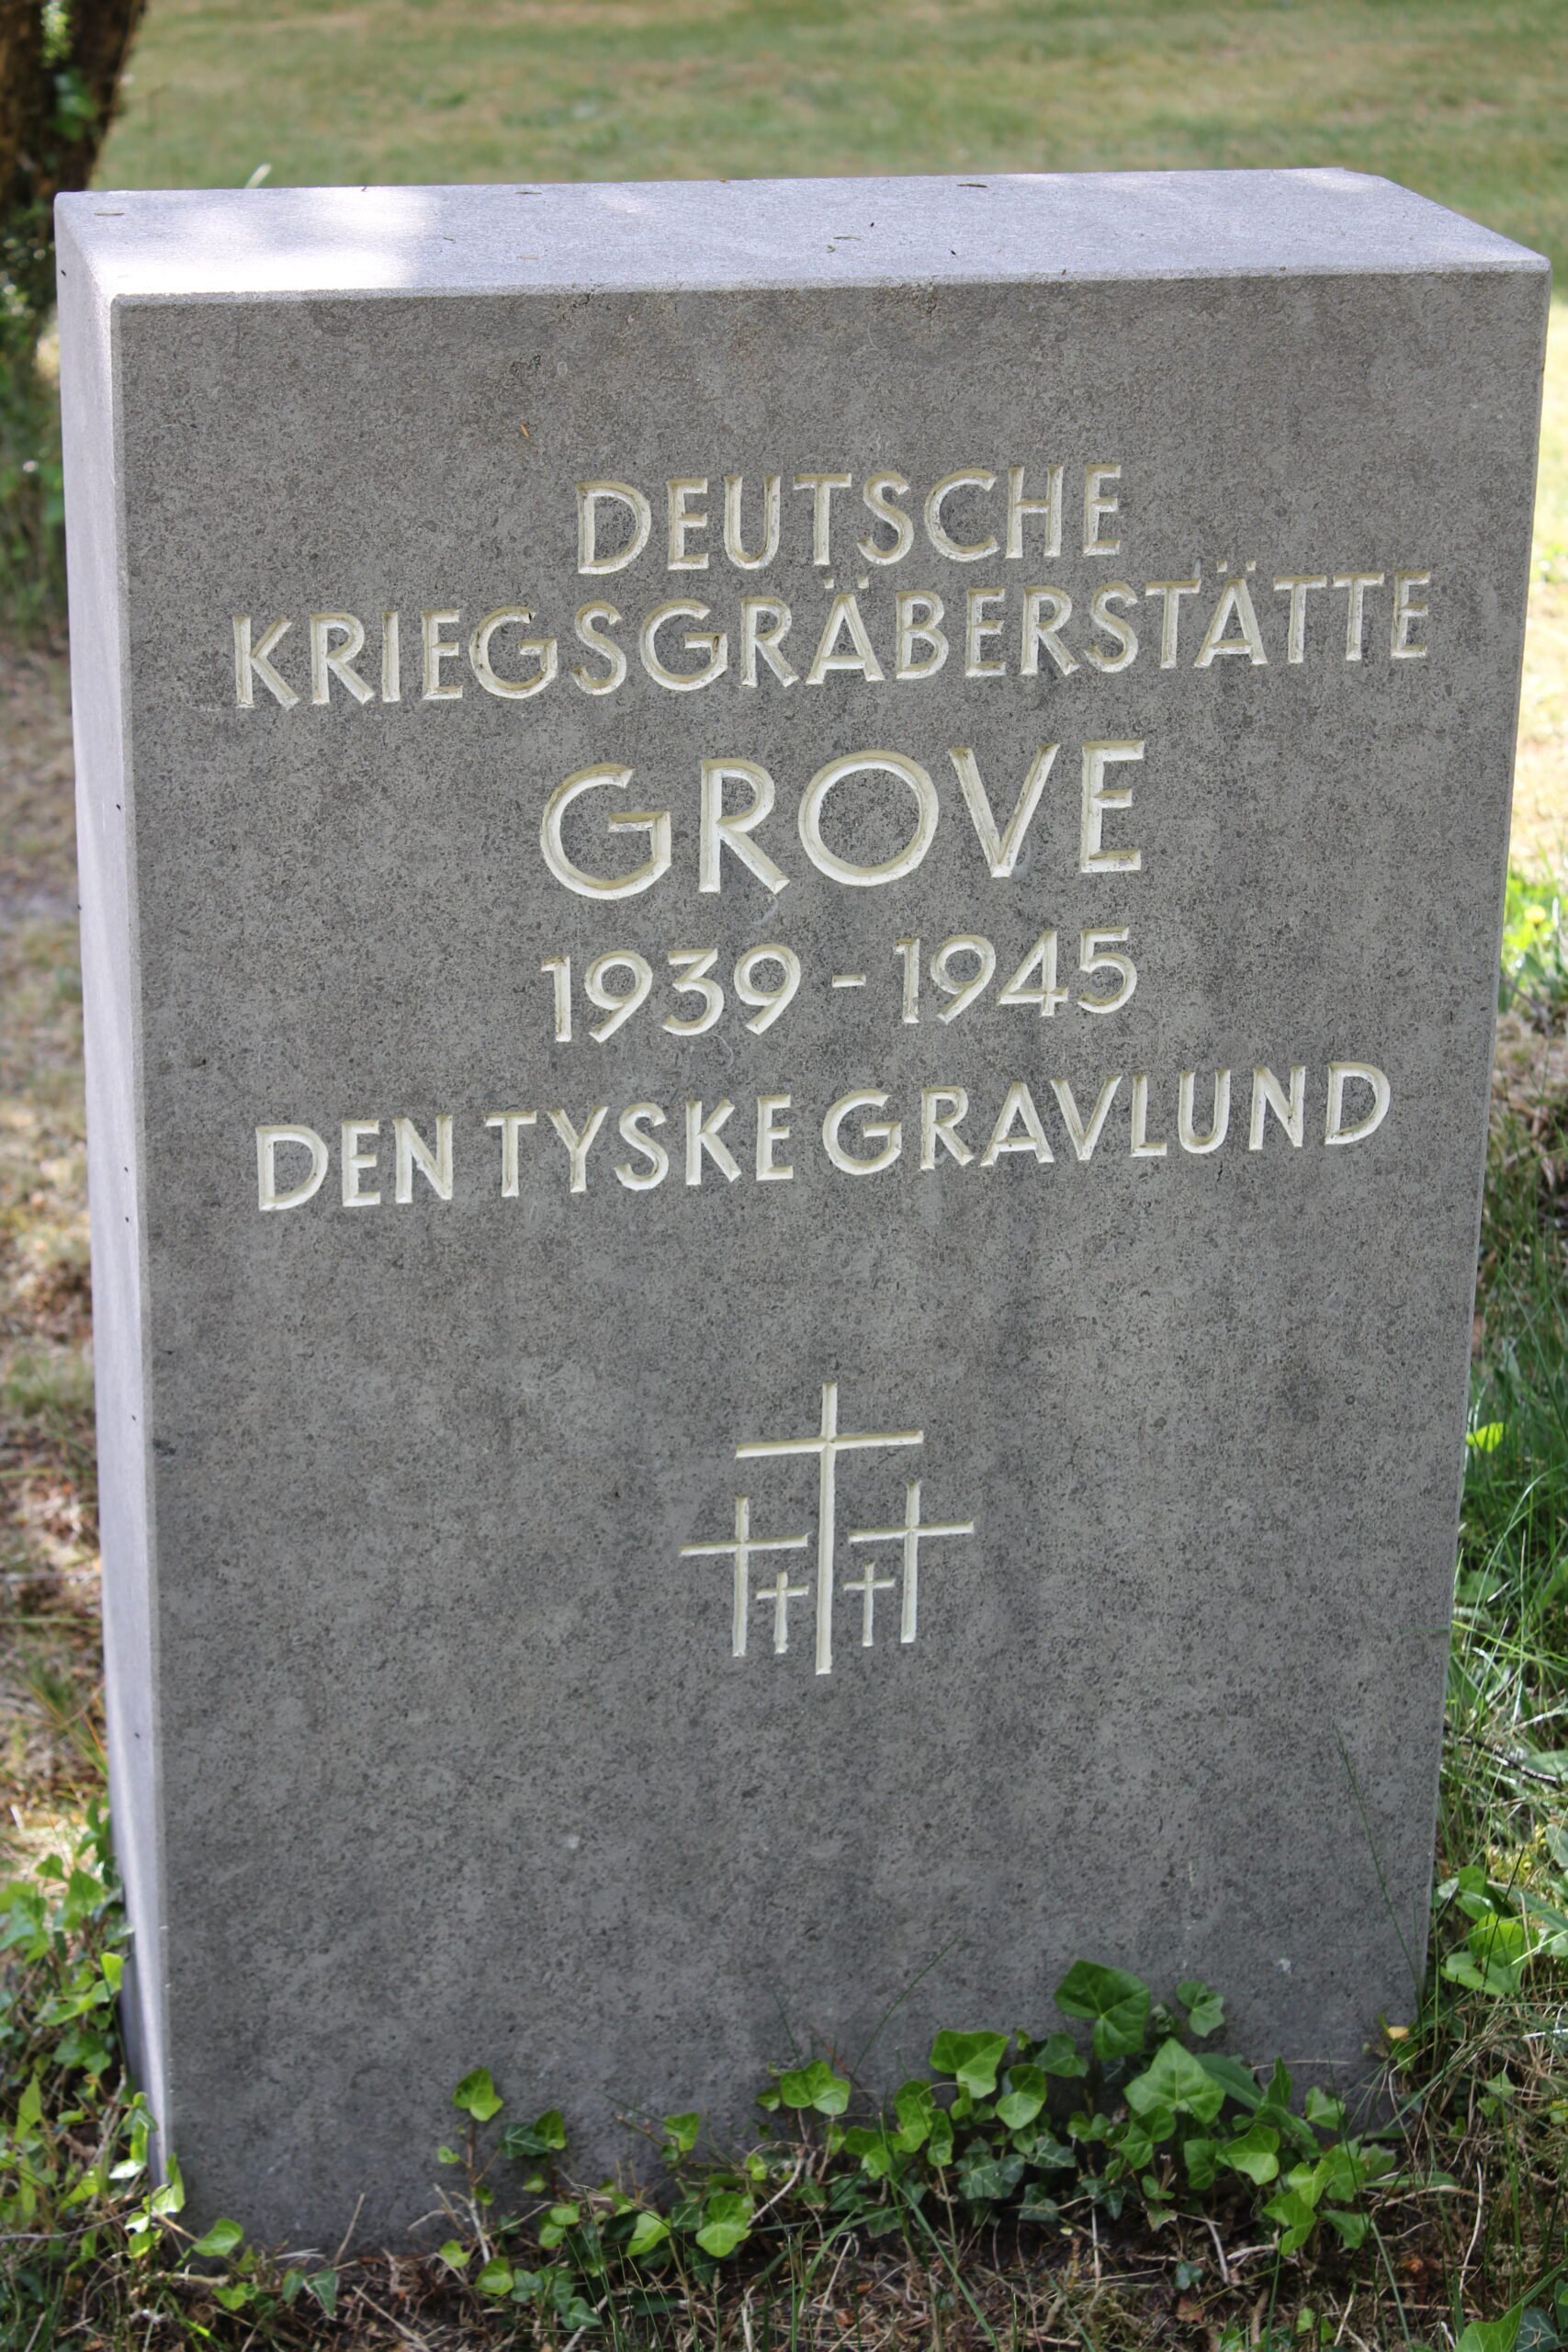 DEUTSCHE
KRIEGSGRÄBERSTÄTTE
GROVE
1939 - 1945
DEN TYSKE GRAVLUND